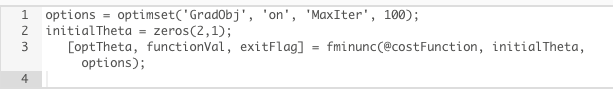 1 options = optimset('GradObj', 'on', 'MaxIter', 100);
2 initialTheta = zeros(2,1);
3 [optTheta, functionVal, exitFlag] = fminunc(@costFunction, initialTheta,
options);
4